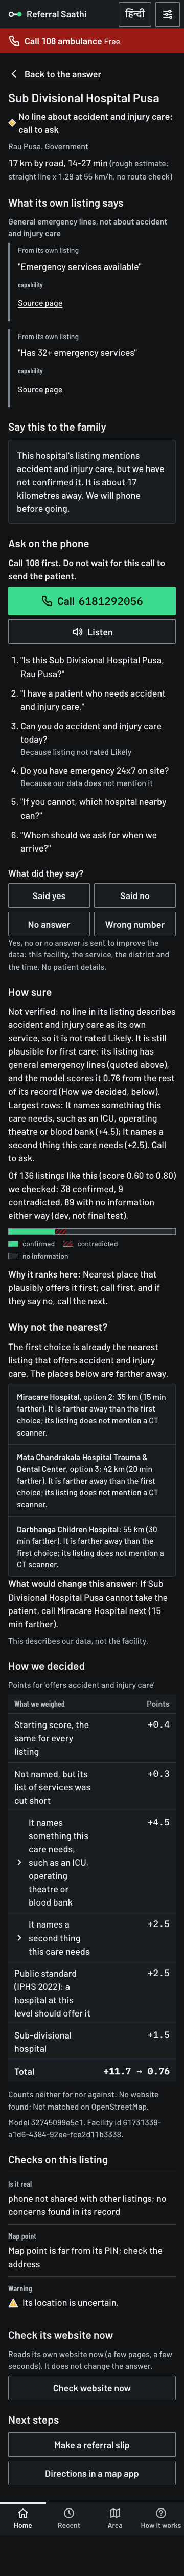 Referral Saathi
हिन्दी
Call 108 ambulance Free
Back to the answer
Sub Divisional Hospital Pusa
No line about accident and injury care:
call to ask
Rau Pusa. Government
17 km by road, 14-27 min (rough estimate:
straight line x 1.29 at 55 km/h, no route check)
What its own listing says
General emergency lines, not about accident
and injury care
From its own listing
"Emergency services available"
capability
Source page
From its own listing
"Has 32+ emergency services"
capability
Source page
Say this to the family
This hospital's listing mentions
accident and injury care, but we have
not confirmed it. It is about 17
kilometres away. We will phone
before going.
Ask on the phone
Call 108 first. Do not wait for this call to
send the patient.
Call 6181292056
Listen
1. "Is this Sub Divisional Hospital Pusa,
Rau Pusa?"
2. "I have a patient who needs accident
and injury care."
3. Can you do accident and injury care
today?
Because listing not rated Likely
4. Do you have emergency 24x7 on site?
Because our data does not mention it
5. "If you cannot, which hospital nearby
can?"
6. "Whom should we ask for when we
arrive?"
What did they say?
Said yes
Said no
No answer
Wrong number
Yes, no or no answer is sent to improve the
data: this facility, the service, the district and
the time. No patient details.
How sure
Not verified: no line in its listing describes
accident and injury care as its own
service, so it is not rated Likely. It is still
plausible for first care: its listing has
general emergency lines (quoted above),
and the model scores it 0.76 from the rest
of its record (How we decided, below).
Largest rows: It names something this
care needs, such as an ICU, operating
theatre or blood bank (+4.5); It names a
second thing this care needs (+2.5). Call
to ask.
Of 136 listings like this (score 0.60 to 0.80)
we checked: 38 confirmed, 9
contradicted, 89 with no information
either way (dev, not final test).
confirmed
contradicted
no information
Why it ranks here: Nearest place that
plausibly offers it first; call first, and if
they say no, call the next.
Why not the nearest?
The first choice is already the nearest
listing that offers accident and injury
care. The places below are farther away.
Miracare Hospital, option 2: 35 km (15 min
farther). It is farther away than the first
choice; its listing does not mention a CT
scanner.
Mata Chandrakala Hospital Trauma &
Dental Center, option 3: 42 km (20 min
farther). It is farther away than the first
choice; its listing does not mention a CT
scanner.
Darbhanga Children Hospital: 55 km (30
min farther). It is farther away than the
first choice; its listing does not mention a
CT scanner.
What would change this answer: If Sub
Divisional Hospital Pusa cannot take the
patient, call Miracare Hospital next (15
min farther).
This describes our data, not the facility.
How we decided
Points for 'offers accident and injury care'
What we weighed
Points
Starting score, the
same for every
listing
+0.4
Not named, but its
list of services was
cut short
+0.3
It names
something this
care needs,
such as an ICU,
operating
theatre or
blood bank
+4.5
It names a
second thing
this care needs
+2.5
Public standard
(IPHS 2022): a
hospital at this
level should offer it
+2.5
Sub-divisional
hospital
+1.5
Total
+11.7 → 0.76
Counts neither for nor against: No website
found; Not matched on OpenStreetMap.
Model 32745099e5c1. Facility id 61731339-
a1d6-4384-92ee-fce2d11b3338.
Checks on this listing
Is it real
phone not shared with other listings; no
concerns found in its record
Map point
Map point is far from its PIN; check the
address
Warning
Its location is uncertain.
Check its website now
Reads its own website now (a few pages, a few
seconds). It does not change the answer.
Check website now
Next steps
Make a referral slip
Directions in a map app
Home
Recent
Area
How it works